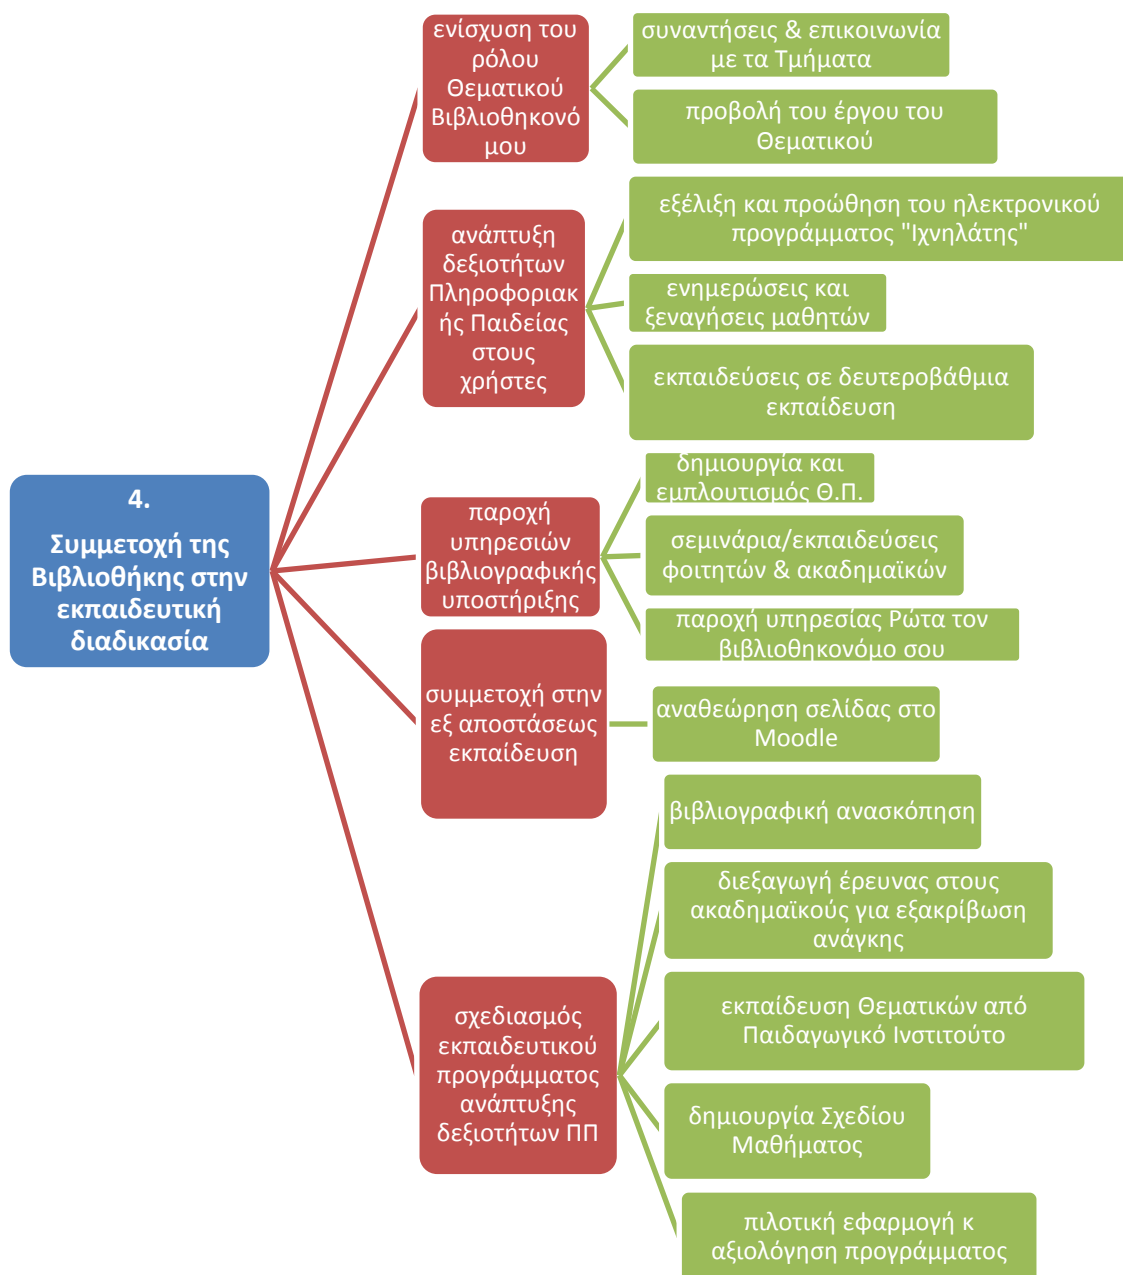 4.
Συμμετοχή της
Βιβλιοθήκης στην
εκπαιδευτική
διαδικασία
ενίσχυση του
ρόλου
Θεματικού
Βιβλιοθηκονό
μου
συναντήσεις & επικοινωνία
με τα Τμήματα
προβολή του έργου του
Θεματικού
ανάπτυξη
δεξιοτήτων
Πληροφοριακ
ής Παιδείας
στους
χρήστες
εξέλιξη και προώθηση του ηλεκτρονικού
προγράμματος "Ιχνηλάτης"
ενημερώσεις και
ξεναγήσεις μαθητών
εκπαιδεύσεις σε δευτεροβάθμια
εκπαίδευση
παροχή
υπηρεσιών
βιβλιογραφικής
υποστήριξης
δημιουργία και
εμπλουτισμός Θ.Π.
σεμινάρια/εκπαιδεύσεις
φοιτητών & ακαδημαϊκών
παροχή υπηρεσίας Ρώτα τον
βιβλιοθηκονόμο σου
συμμετοχή στην
εξ αποστάσεως
εκπαίδευση
αναθεώρηση σελίδας στο
Moodle
σχεδιασμός
εκπαιδευτικού
προγράμματος
ανάπτυξης
δεξιοτήτων ΠΠ
βιβλιογραφική ανασκόπηση
διεξαγωγή έρευνας στους
ακαδημαϊκούς για εξακρίβωση
ανάγκης
εκπαίδευση Θεματικών από
Παιδαγωγικό Ινστιτούτο
δημιουργία Σχεδίου
Μαθήματος
πιλοτική εφαρμογή κ
αξιολόγηση προγράμματος